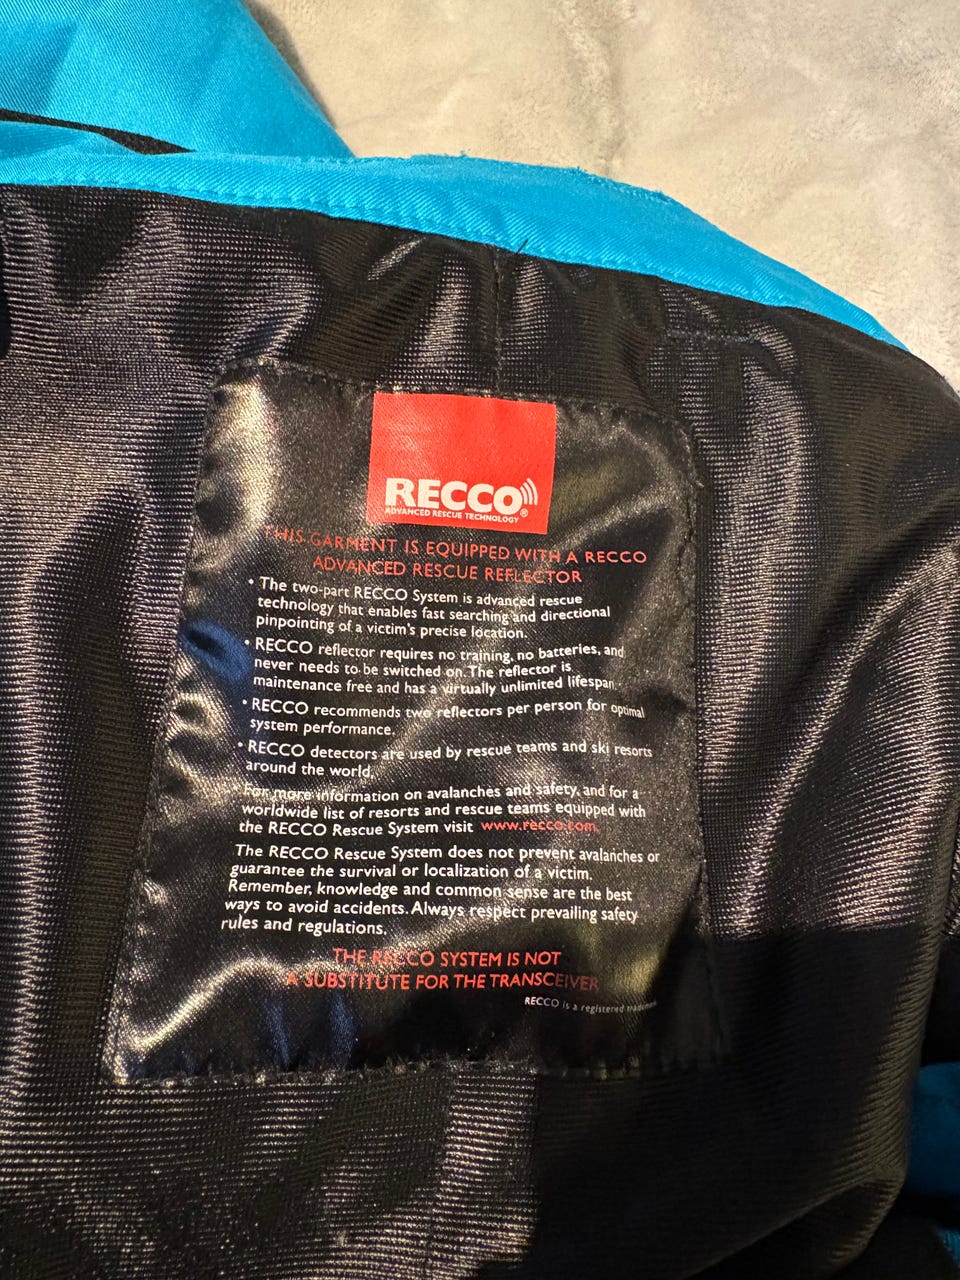 RECCO
ADVANCED RESCUE TECHNOLOGY ®
THIS GARMENT IS EQUIPPED WITH A RECCO
ADVANCED RESCUE REFLECTOR
• The two-part RECCO System is advanced rescue
technology that enables fast searching and directional
pinpointing of a victim's precise location.
• RECCO reflector requires no training, no batteries, and
never needs to be switched on. The reflector is
maintenance free and has a virtually unlimited lifespan.
• RECCO recommends two reflectors per person for optimal
system performance.
• RECCO detectors are used by rescue teams and ski resorts
around the world.
• For more information on avalanches and safety, and for a
worldwide list of resorts and rescue teams equipped with
the RECCO Rescue System visit www.recco.com.
The RECCO Rescue System does not prevent avalanches or
guarantee the survival or localization of a victim.
Remember, knowledge and common sense are the best
ways to avoid accidents. Always respect prevailing safety
rules and regulations.
THE RECCO SYSTEM IS NOT
A SUBSTITUTE FOR THE TRANSCEIVER
RECCO is a registered trademark